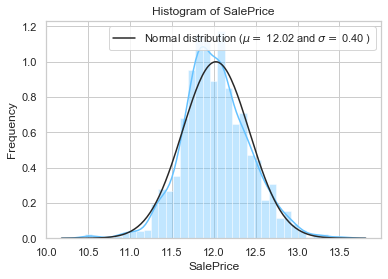 Histogram of SalePrice
Normal distribution (μ = 12.02 and σ = 0.40 )
1.2
1.0
0.8
0.6
0.4
0.2
0.0
Frequency
10.0 10.5 11.0 11.5 12.0 12.5 13.0 13.5
SalePrice